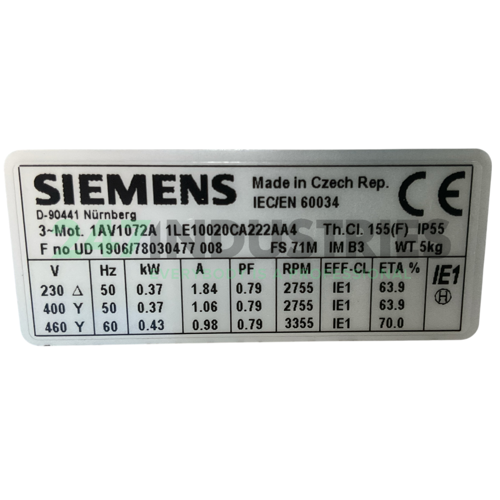 SIEMENS Made in Czech Rep. CE
D-90441 Nürnberg IEC/EN 60034
3~Mot. 1AV1072A 1LE10020CA222AA4 Th.Cl. 155(F) IP55
F no UD 1906/78030477 008 FS 71M IM B3 WT 5kg
V Hz kW A PF RPM EFF-CL ETA % IE1
230 Δ 50 0.37 1.84 0.79 2755 IE1 63.9 H
400 Y 50 0.37 1.06 0.79 2755 IE1 63.9
460 Y 60 0.43 0.98 0.79 3355 IE1 70.0
INDUSTRIES